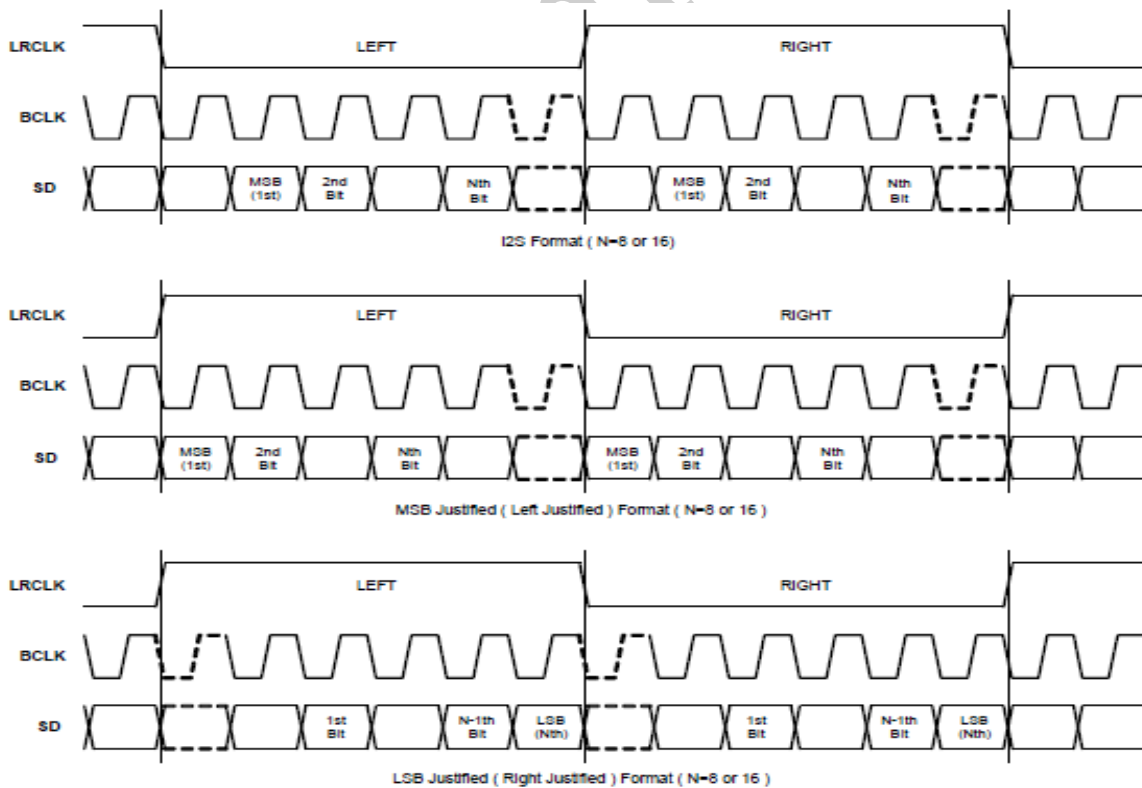 LRCLK LEFT RIGHT
BCLK
SD MSB (1st) 2nd Bit Nth Bit MSB (1st) 2nd Bit Nth Bit
I2S Format ( N=8 or 16)
LRCLK LEFT RIGHT
BCLK
SD MSB (1st) 2nd Bit Nth Bit MSB (1st) 2nd Bit Nth Bit
MSB Justified ( Left Justified ) Format ( N=8 or 16 )
LRCLK LEFT RIGHT
BCLK
SD 1st Bit N-1th Bit LSB (Nth) 1st Bit N-1th Bit LSB (Nth)
LSB Justified ( Right Justified ) Format ( N=8 or 16 )